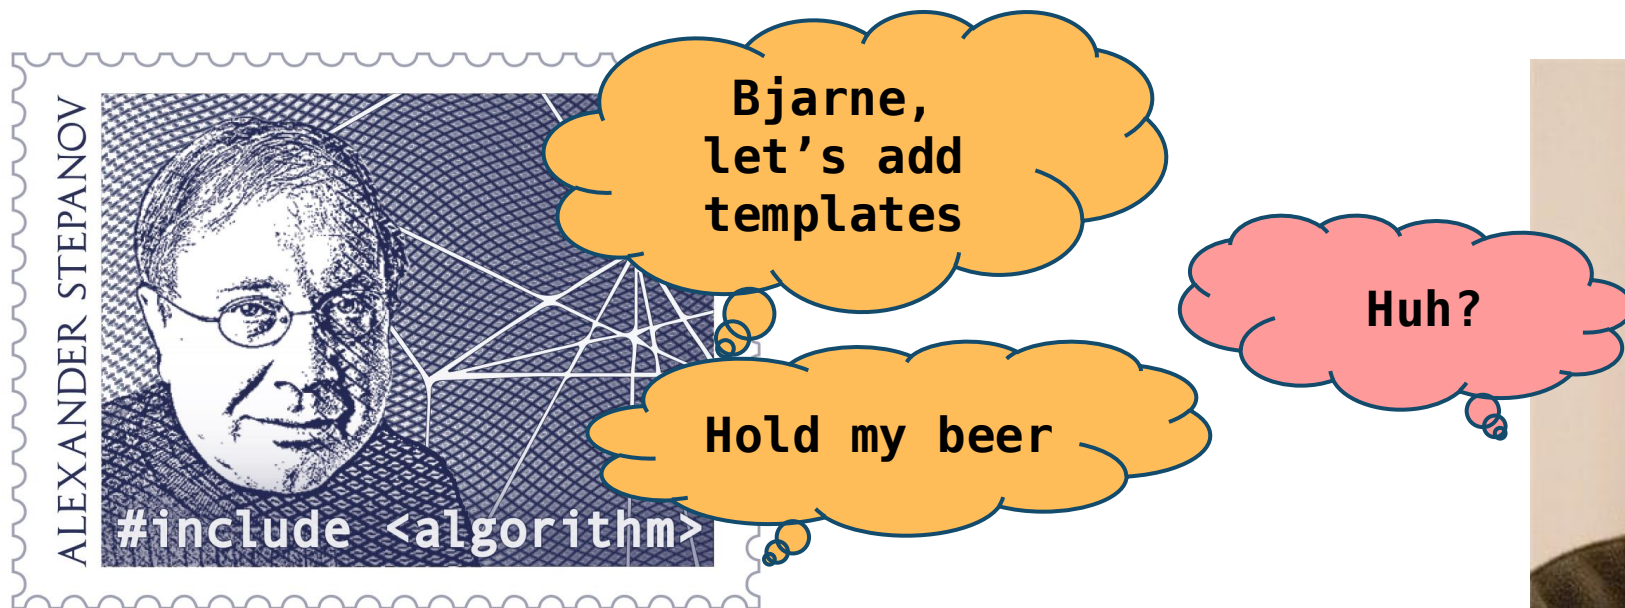 ALEXANDER STEPANOV
#include <algorithm>
Bjarne,
let’s add
templates
Hold my beer
Huh?